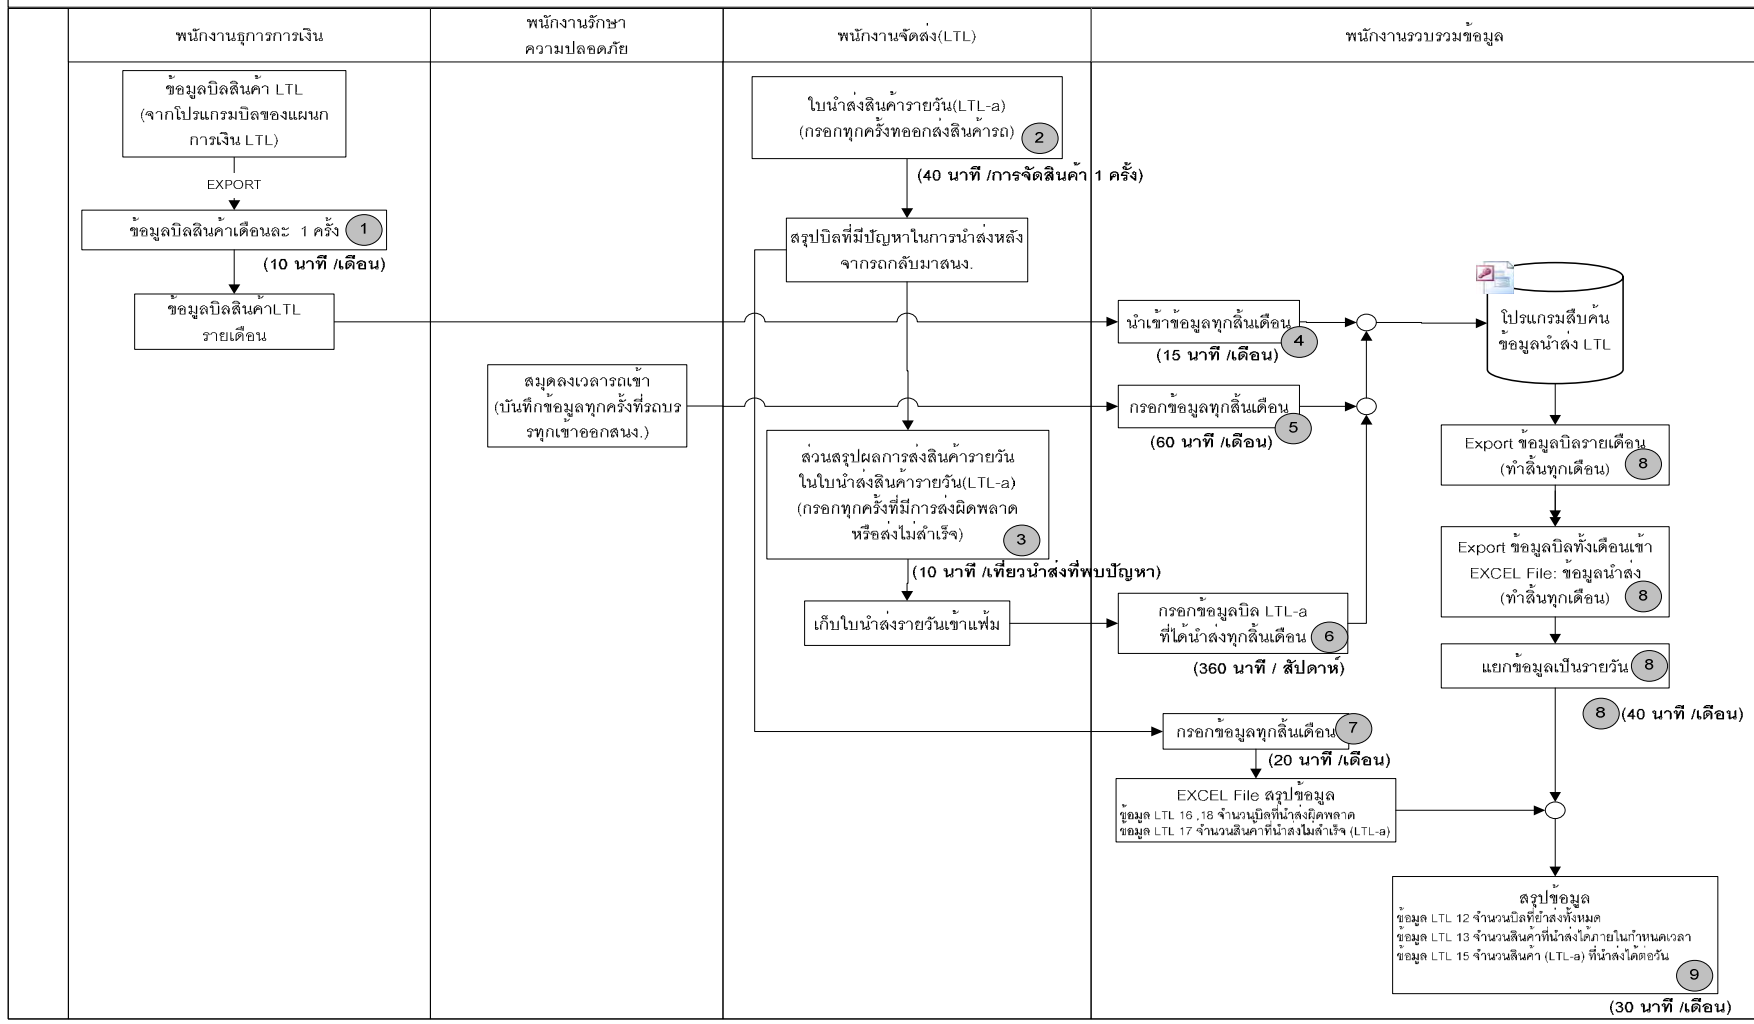 พนักงานธุรการการเงิน
พนักงานรักษา
ความปลอดภัย
พนักงานจัดส่ง(LTL)
พนักงานรวบรวมข้อมูล
ข้อมูลบิลสินค้า LTL
(จากโปรแกรมบิลของแผนก
การเงิน LTL)
EXPORT
ข้อมูลบิลสินค้าเดือนละ 1 ครั้ง
1
(10 นาที /เดือน)
ข้อมูลบิลสินค้าLTL
รายเดือน
สมุดลงเวลารถเข้า
(บันทึกข้อมูลทุกครั้งที่รถบร
รทุกเข้าออกสนง.)
ใบนำส่งสินค้ารายวัน(LTL-a)
(กรอกทุกครั้งทออกส่งสินค้ารถ)
2
(40 นาที /การจัดสินค้า 1 ครั้ง)
สรุปบิลที่มีปัญหาในการนำส่งหลัง
จากรถกลับมาสนง.
ส่วนสรุปผลการส่งสินค้ารายวัน
ในใบนำส่งสินค้ารายวัน(LTL-a)
(กรอกทุกครั้งที่มีการส่งผิดพลาด
หรือส่งไม่สำเร็จ)
3
(10 นาที /เที่ยวนำส่งที่พบปัญหา)
เก็บใบนำส่งรายวันเข้าแฟ้ม
นำเข้าข้อมูลทุกสิ้นเดือน
4
(15 นาที /เดือน)
กรอกข้อมูลทุกสิ้นเดือน
5
(60 นาที /เดือน)
กรอกข้อมูลบิล LTL-a
ที่ได้นำส่งทุกสิ้นเดือน
6
(360 นาที / สัปดาห์)
กรอกข้อมูลทุกสิ้นเดือน
7
(20 นาที /เดือน)
EXCEL File สรุปข้อมูล
ข้อมูล LTL 16 ,18 จำนวนบิลที่นำส่งผิดพลาด
ข้อมูล LTL 17 จำนวนสินค้าที่นำส่งไม่สำเร็จ (LTL-a)
โปรแกรมสืบค้น
ข้อมูลนำส่ง LTL
Export ข้อมูลบิลรายเดือน
(ทำสิ้นทุกเดือน)
8
Export ข้อมูลบิลทั้งเดือนเข้า
EXCEL File: ข้อมูลนำส่ง
(ทำสิ้นทุกเดือน)
8
แยกข้อมูลเป็นรายวัน
8
8
(40 นาที /เดือน)
สรุปข้อมูล
ข้อมูล LTL 12 จำนวนบิลที่ยำส่งทั้งหมด
ข้อมูล LTL 13 จำนวนสินค้าที่นำส่งได้ภายในกำหนดเวลา
ข้อมูล LTL 15 จำนวนสินค้า (LTL-a) ที่นำส่งได้ต่อวัน
9
(30 นาที /เดือน)